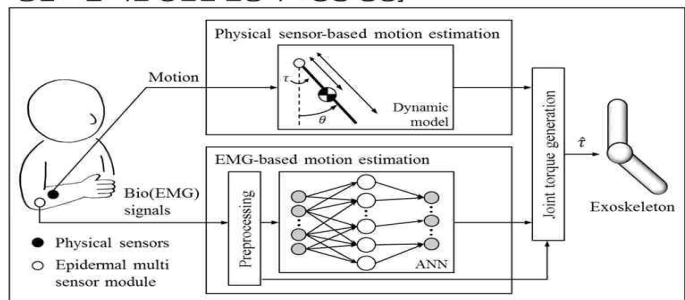 Physical sensor-based motion estimation
Motion
τ
θ
Dynamic
model
EMG-based motion estimation
Bio(EMG)
signals
Preprocessing
ANN
Joint torque generation
τ̂
Exoskeleton
Physical sensors
Epidermal multi
sensor module